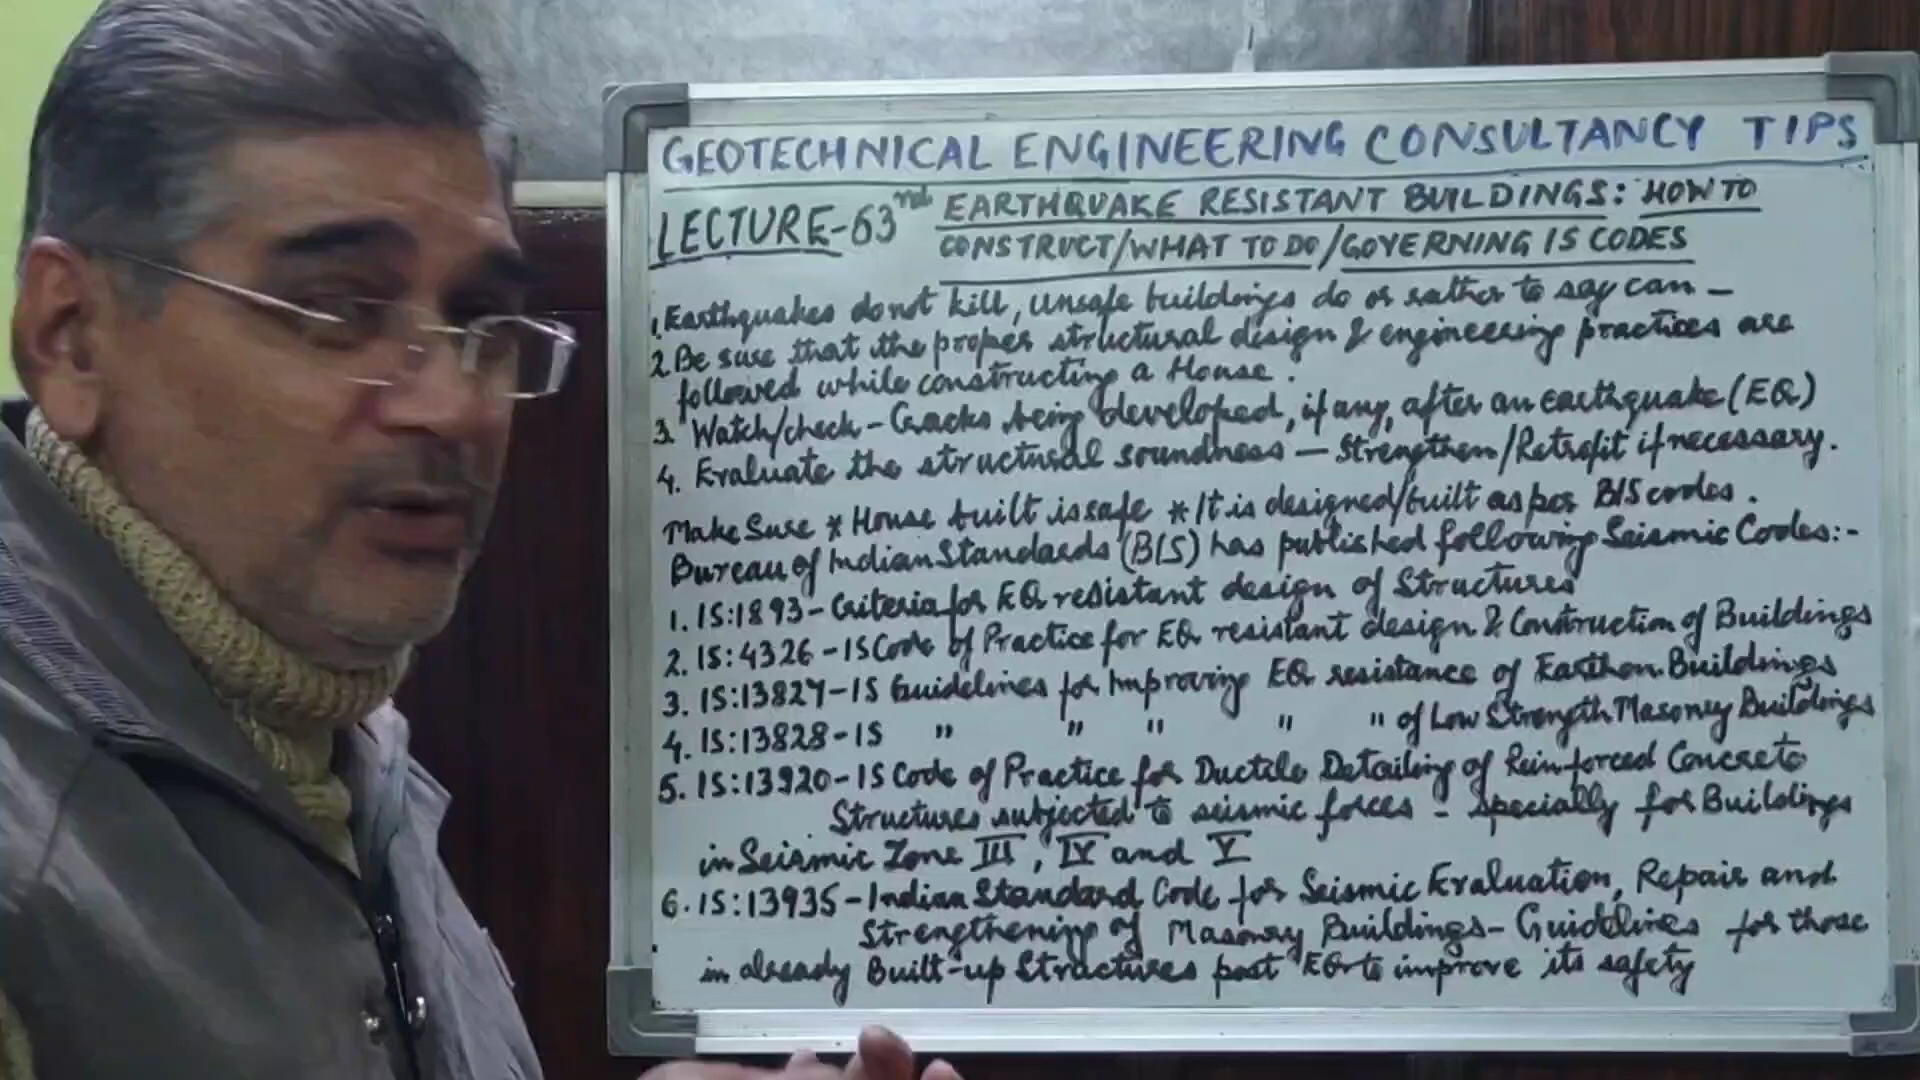 GEOTECHNICAL ENGINEERING CONSULTANCY TIPS
LECTURE-63rd EARTHQUAKE RESISTANT BUILDINGS: HOW TO
CONSTRUCT/WHAT TO DO/GOVERNING IS CODES
1. Earthquakes do not kill, unsafe buildings do or rather to say can -
2. Be sure that the proper structural design & engineering practices are
followed while constructing a House.
3. Watch/check - Cracks being developed, if any, after an earthquake (EQ)
4. Evaluate the structural soundness - Strengthen/Retrofit if necessary.
Make Sure * House built is safe * It is designed/built as per BIS codes.
Bureau of Indian Standards (BIS) has published following Seismic Codes:-
1. IS:1893 - Criteria for EQ resistant design of Structures
2. IS:4326 - IS Code of Practice for EQ resistant design & Construction of Buildings
3. IS:13827 - IS Guidelines for Improving EQ resistance of Earthen Buildings
4. IS:13828 - IS " " " " " of Low Strength Masonry Buildings
5. IS:13920 - IS Code of Practice for Ductile Detailing of Reinforced Concrete
Structures subjected to seismic forces - specially for Buildings
in Seismic Zone III, IV and V
6. IS:13935 - Indian Standard Code for Seismic Evaluation, Repair and
Strengthening of Masonry Buildings - Guidelines for those
in already Built-up Structures post EQ to improve its safety